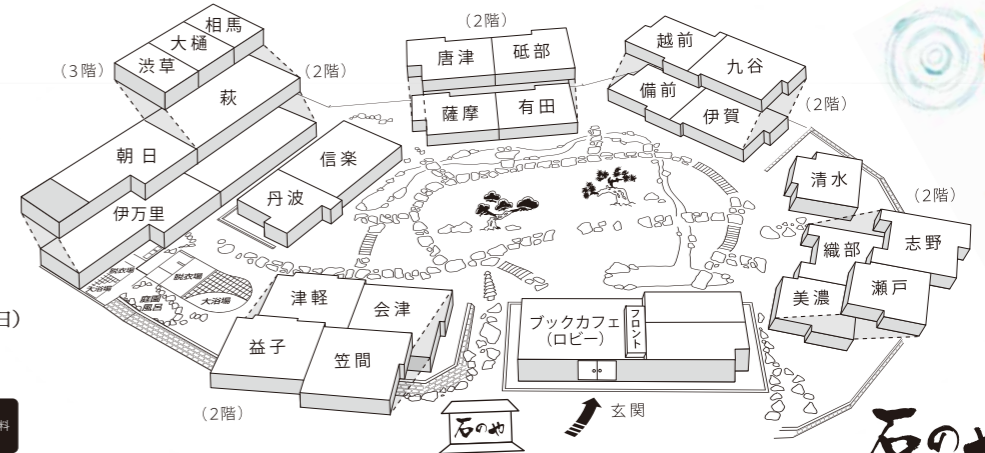 相馬
大樋
渋草
(3階)
(2階)
萩
朝日
伊万里
信楽
丹波
(2階)
唐津
砥部
薩摩
有田
越前
九谷
備前
伊賀
(2階)
清水
(2階)
織部
志野
美濃
瀬戸
脱衣場
大浴場
脱衣場
庭園
風呂
大浴場
津軽
会津
益子
笠間
(2階)
ブックカフェ
(ロビー)
フロント
玄関
石のや
石のや
日)
料